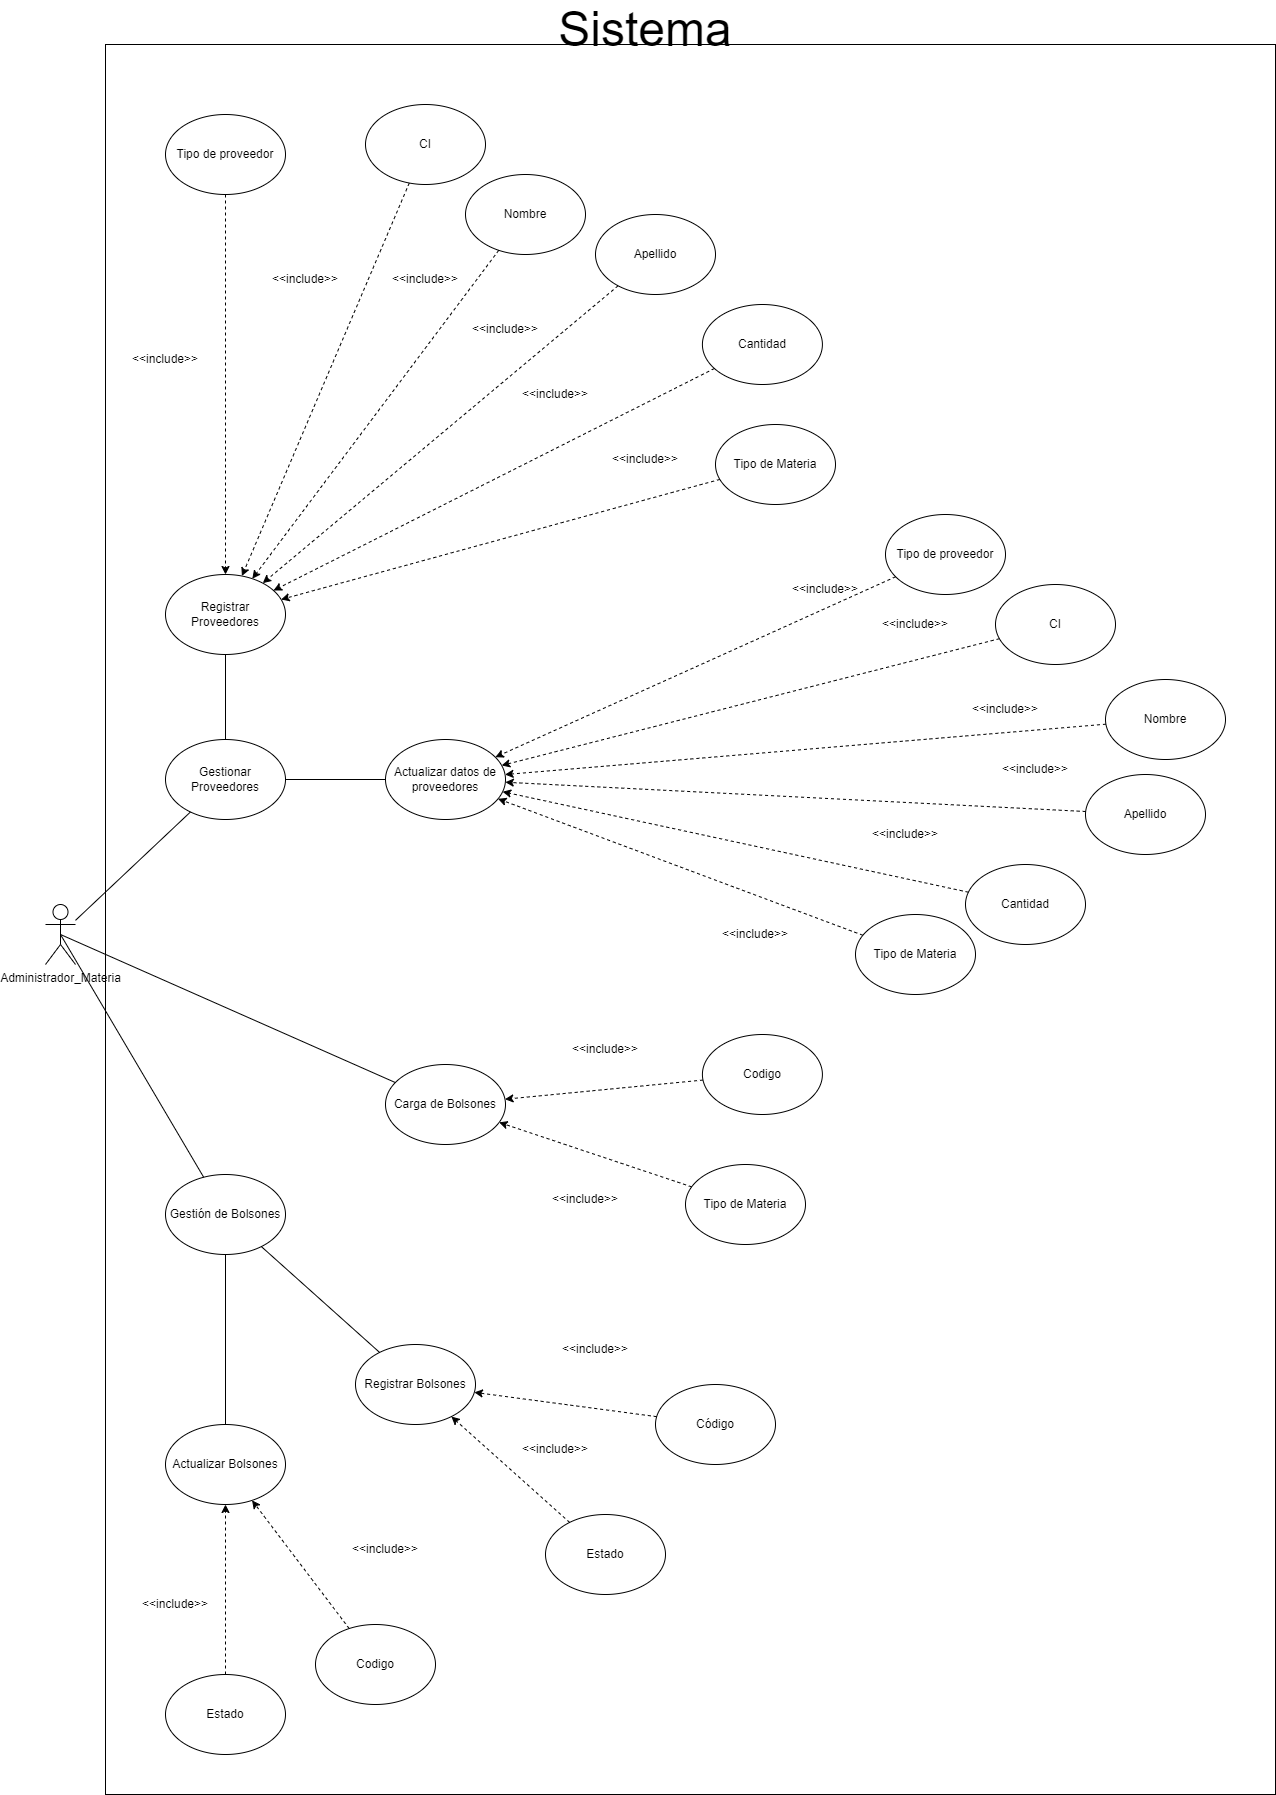 Sistema
CI
Tipo de proveedor
Nombre
Apellido
<<include>>
<<include>>
<<include>>
Cantidad
<<include>>
<<include>>
<<include>>
Tipo de Materia
Tipo de proveedor
<<include>>
Registrar
Proveedores
<<include>>
CI
<<include>>
Nombre
<<include>>
Gestionar
Proveedores
Actualizar datos de
proveedores
Apellido
<<include>>
Cantidad
<<include>>
Tipo de Materia
Administrador_Materia
<<include>>
Codigo
Carga de Bolsones
<<include>>
Tipo de Materia
Gestión de Bolsones
<<include>>
Registrar Bolsones
Código
<<include>>
Actualizar Bolsones
<<include>>
Estado
<<include>>
Codigo
Estado